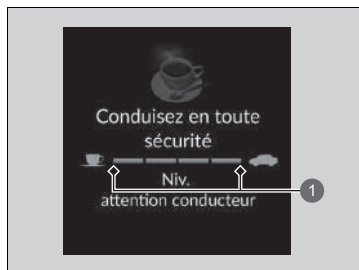 Conduisez en toute
sécurité
Niv.
attention conducteur
1